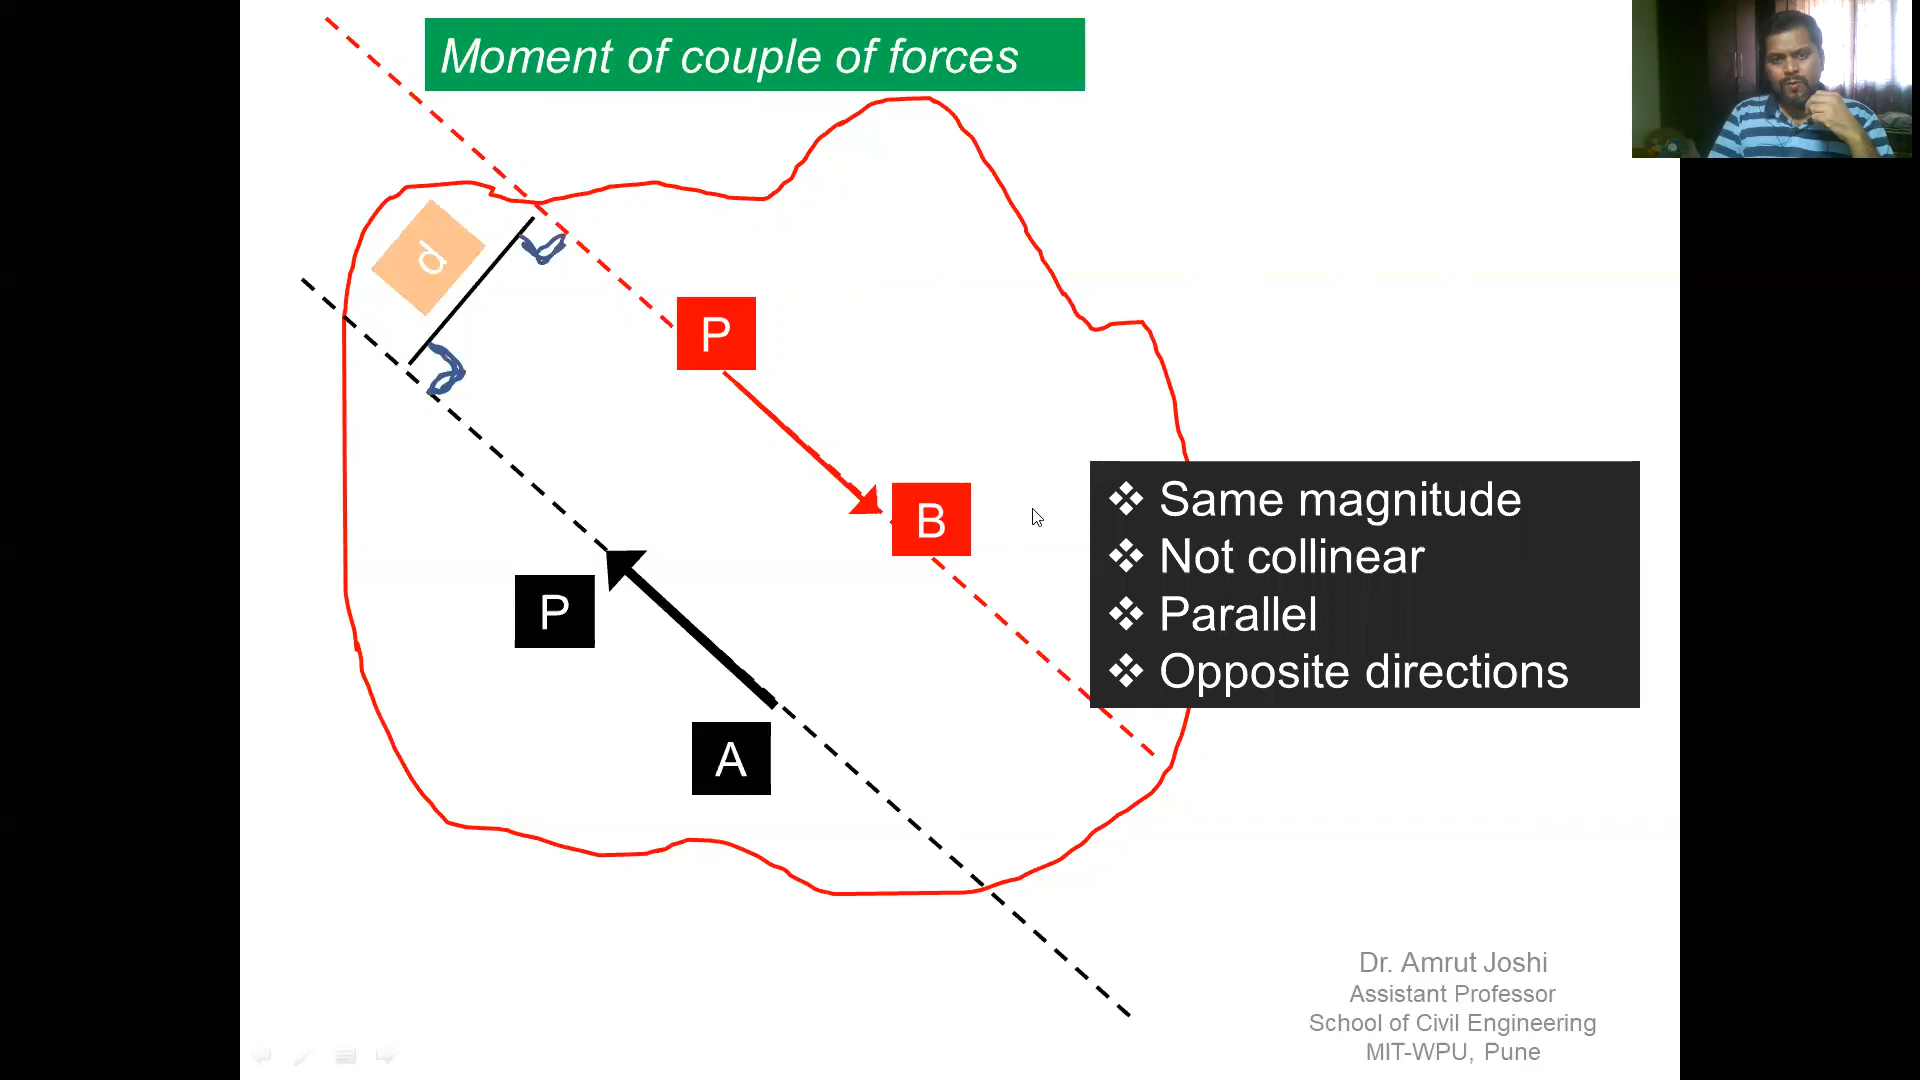 Moment of couple of forces
d
P
B
P
A
Same magnitude
Not collinear
Parallel
Opposite directions
Dr. Amrut Joshi
Assistant Professor
School of Civil Engineering
MIT-WPU, Pune